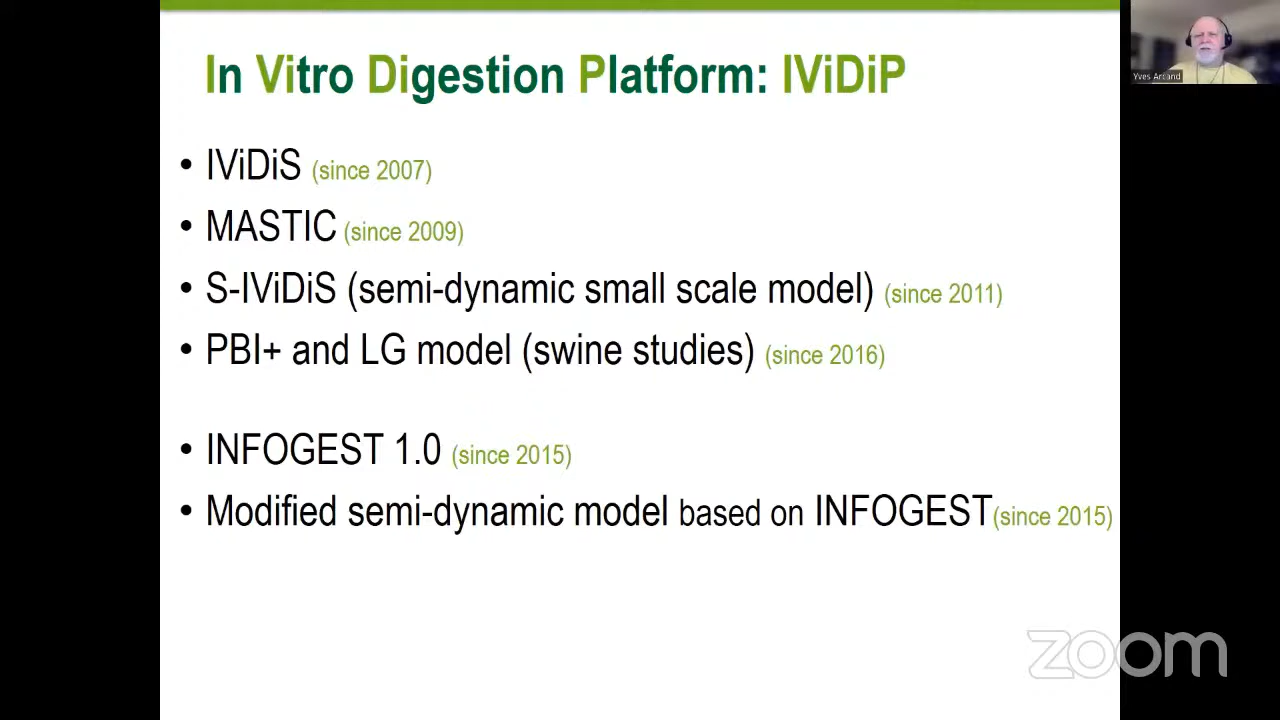 In Vitro Digestion Platform: IViDiP
Yves Arcand
• IViDiS (since 2007)
• MASTIC (since 2009)
• S-IViDiS (semi-dynamic small scale model) (since 2011)
• PBI+ and LG model (swine studies) (since 2016)
• INFOGEST 1.0 (since 2015)
• Modified semi-dynamic model based on INFOGEST(since 2015)
zoom